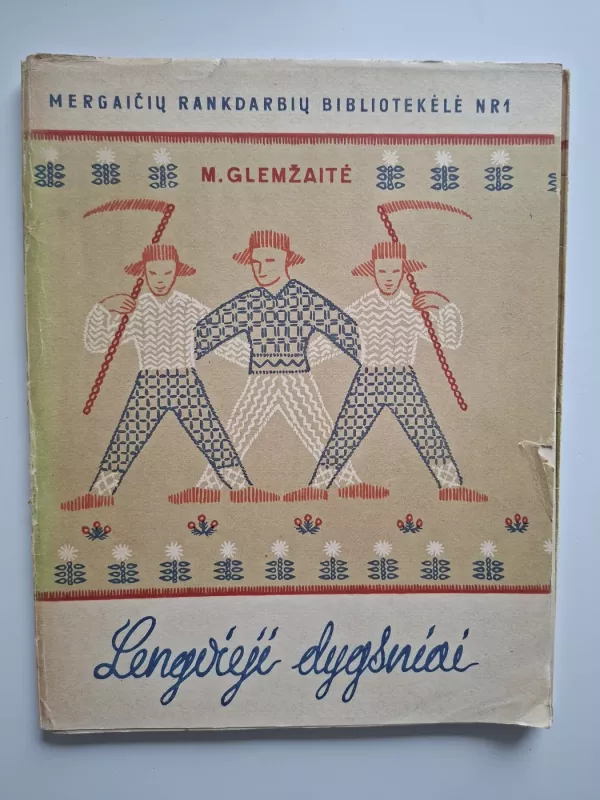 MERGAIČIŲ RANKDARBIŲ BIBLIOTEKĖLĖ NR1
M. GLEMŽAITĖ
Lengvieji dygsniai